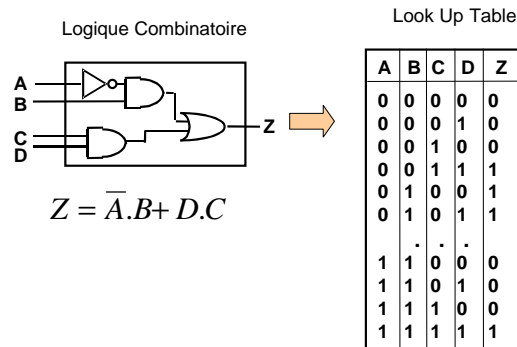 Logique Combinatoire
Look Up Table
A
B
C
D
Z
Z = A̅.B+ D.C
A B C D Z
0 0 0 0 0
0 0 0 1 0
0 0 1 0 0
0 0 1 1 1
0 1 0 0 1
0 1 0 1 1
. . .
1 1 0 0 0
1 1 0 1 0
1 1 1 0 0
1 1 1 1 1